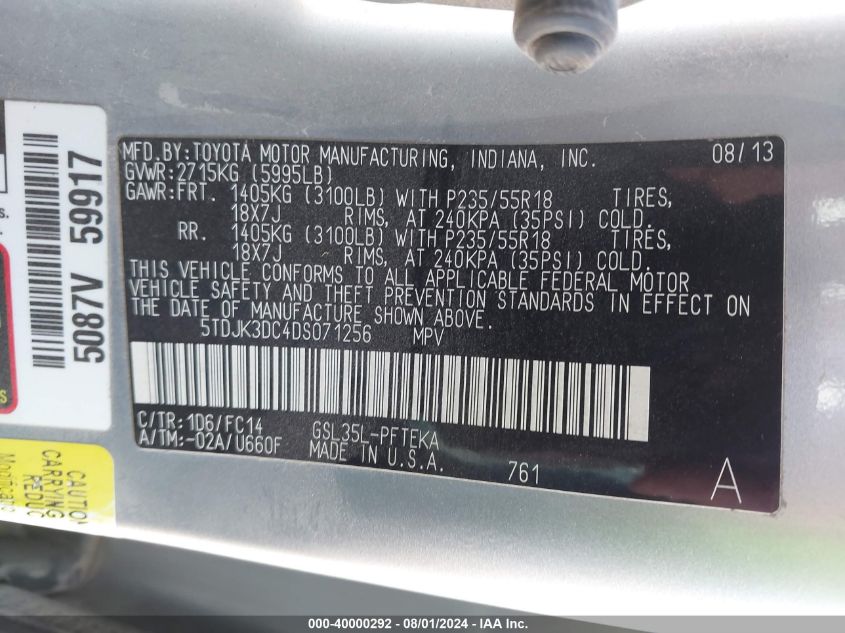 MFD.BY:TOYOTA MOTOR MANUFACTURING, INDIANA, INC. 08/13
GVWR:2715KG (5995LB)
GAWR:FRT. 1405KG (3100LB) WITH P235/55R18 TIRES,
18X7J RIMS, AT 240KPA (35PSI) COLD.
RR. 1405KG (3100LB) WITH P235/55R18 TIRES,
18X7J RIMS, AT 240KPA (35PSI) COLD.
THIS VEHICLE CONFORMS TO ALL APPLICABLE FEDERAL MOTOR
VEHICLE SAFETY AND THEFT PREVENTION STANDARDS IN EFFECT ON
THE DATE OF MANUFACTURE SHOWN ABOVE.
5TDJK3DC4DS071256 MPV
C/TR:1D6/FC14 GSL35L-PFTEKA
A/TM:-02A/U660F MADE IN U.S.A.
761 A
5087V 59917
CAUTIO
CARRYING
REDUC
000-40000292 - 08/01/2024 - IAA Inc.